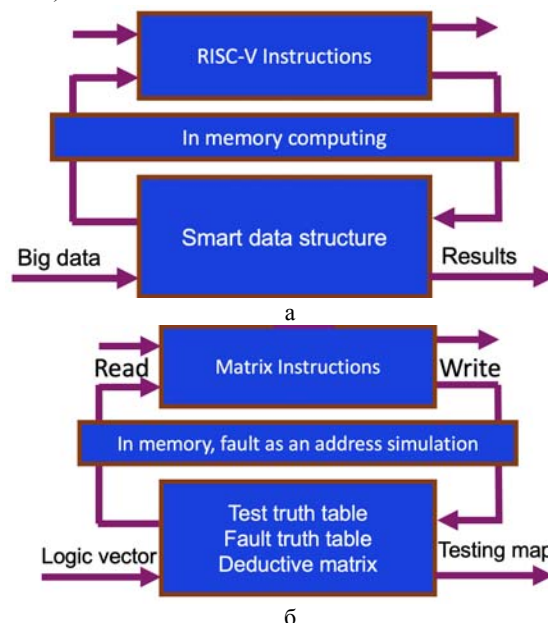 RISC-V Instructions
In memory computing
Smart data structure
Big data
Results
а
Read
Matrix Instructions
Write
In memory, fault as an address simulation
Test truth table
Fault truth table
Deductive matrix
Logic vector
Testing map
б